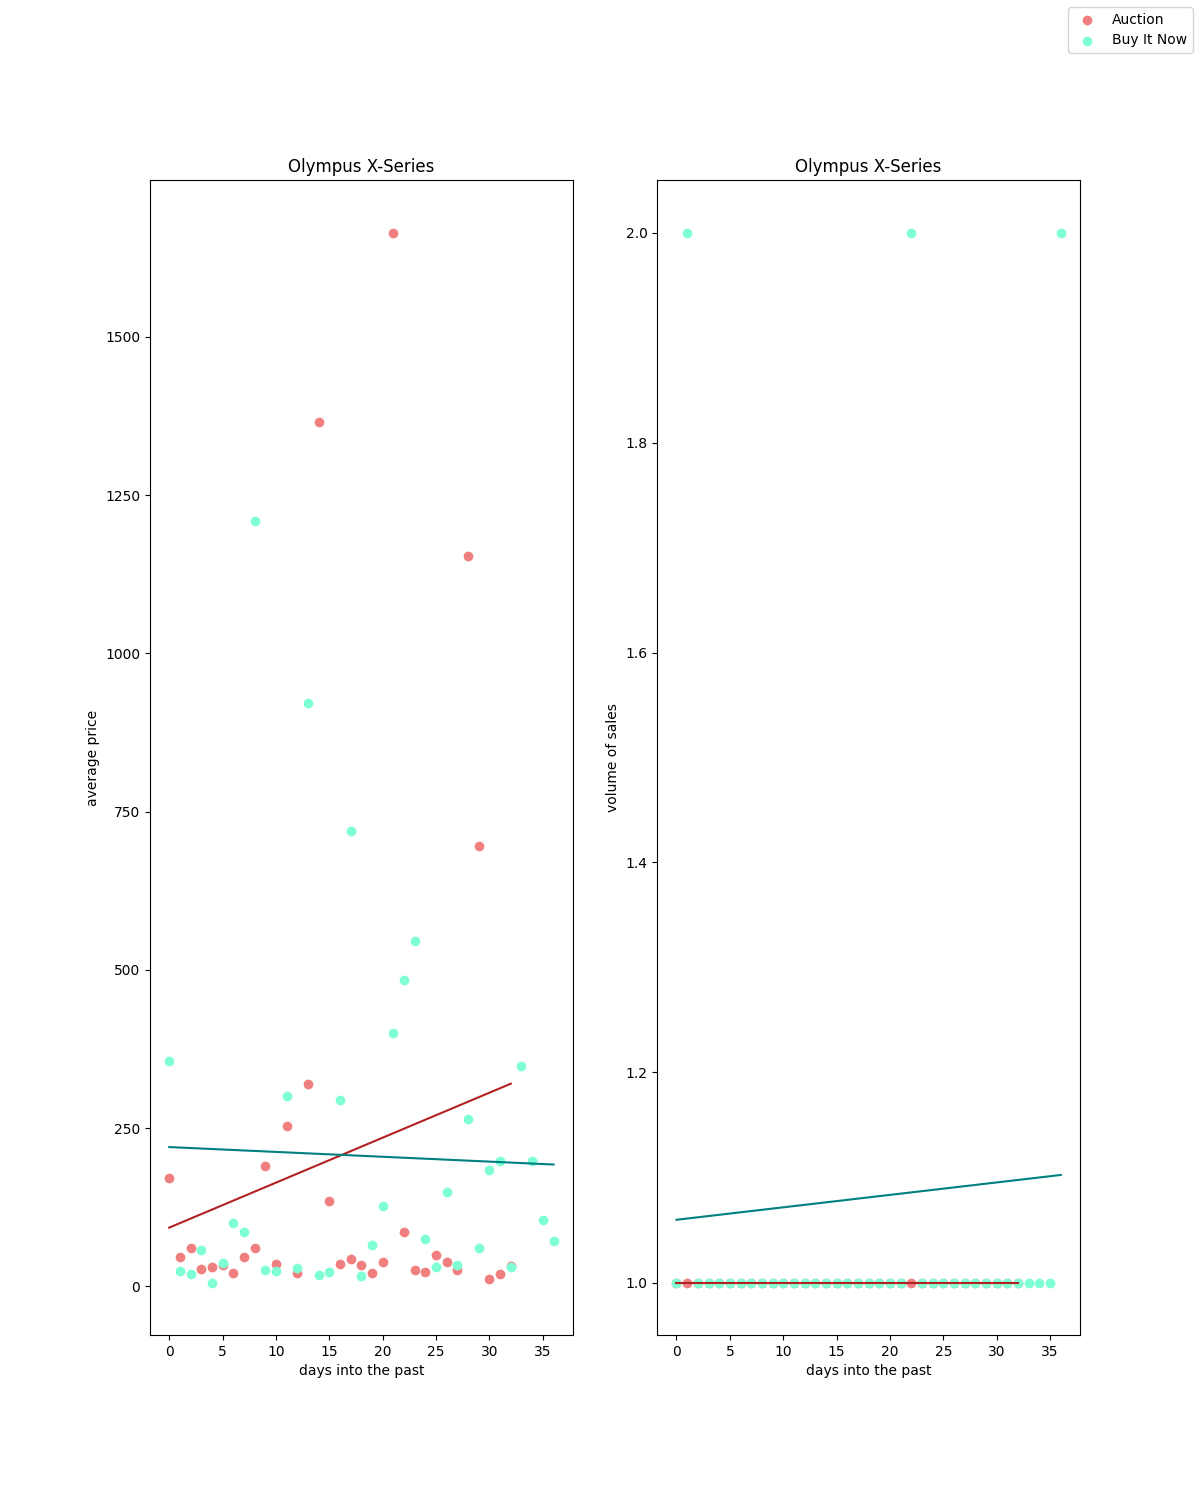 Auction
Buy It Now
Olympus X-Series
1500
1250
1000
750
500
250
0
average price
0 5 10 15 20 25 30 35
days into the past
Olympus X-Series
2.0
1.8
1.6
1.4
1.2
1.0
volume of sales
0 5 10 15 20 25 30 35
days into the past